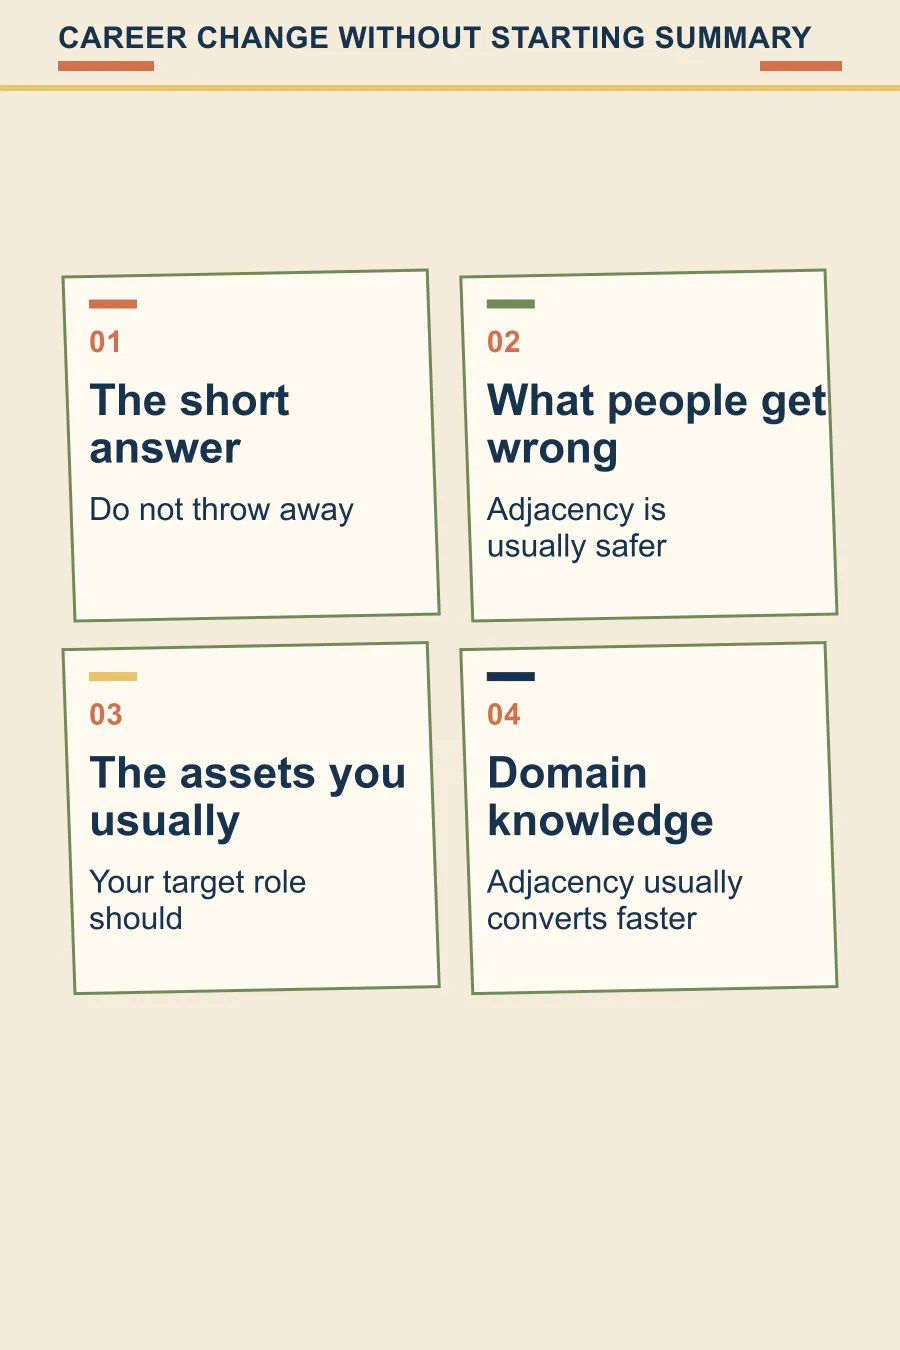 CAREER CHANGE WITHOUT STARTING SUMMARY
01
The short
answer
Do not throw away
02
What people get
wrong
Adjacency is
usually safer
03
The assets you
usually
Your target role
should
04
Domain
knowledge
Adjacency usually
converts faster